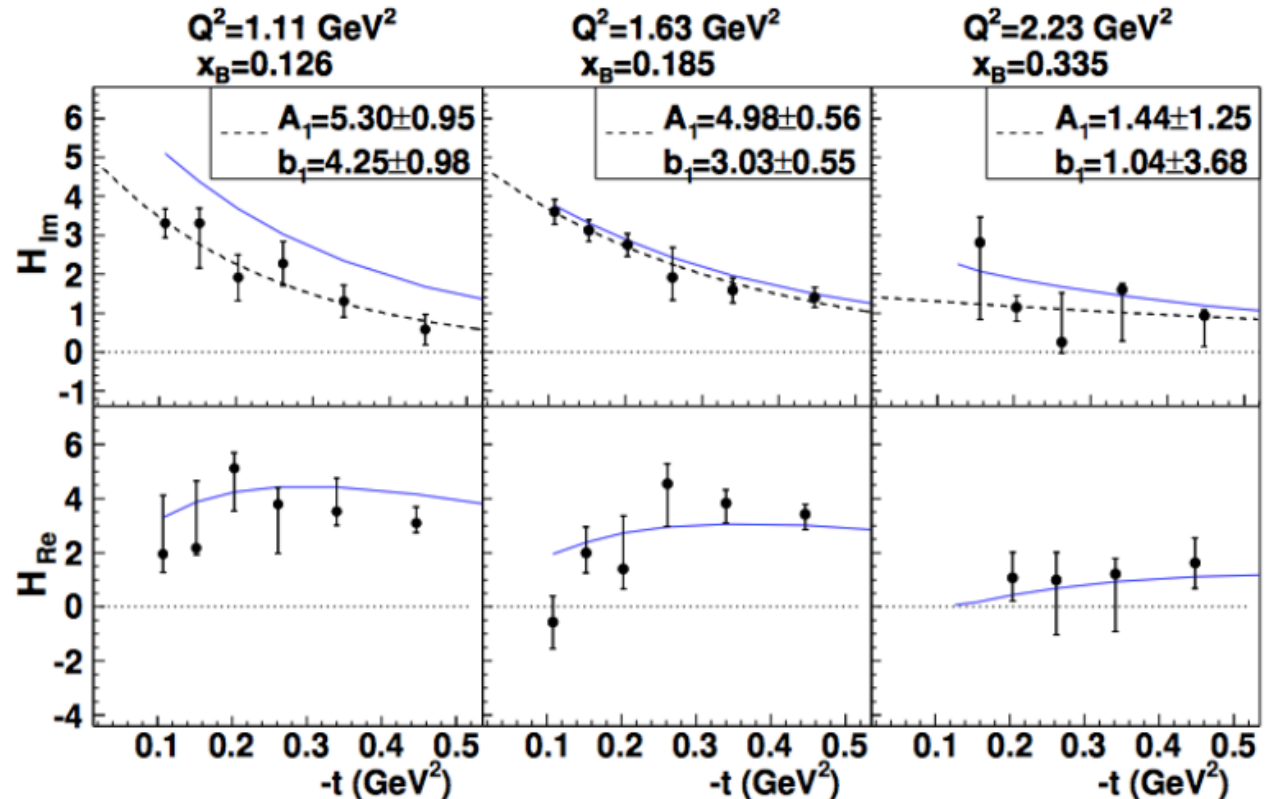 Q²=1.11 GeV² Q²=1.63 GeV² Q²=2.23 GeV²
x_B=0.126 x_B=0.185 x_B=0.335
A₁=5.30±0.95 A₁=4.98±0.56 A₁=1.44±1.25
b₁=4.25±0.98 b₁=3.03±0.55 b₁=1.04±3.68
H_Im
6
5
4
3
2
1
0
-1
H_Re
6
4
2
0
-2
-4
0.1 0.2 0.3 0.4 0.5 0.1 0.2 0.3 0.4 0.5 0.1 0.2 0.3 0.4 0.5
-t (GeV²) -t (GeV²) -t (GeV²)